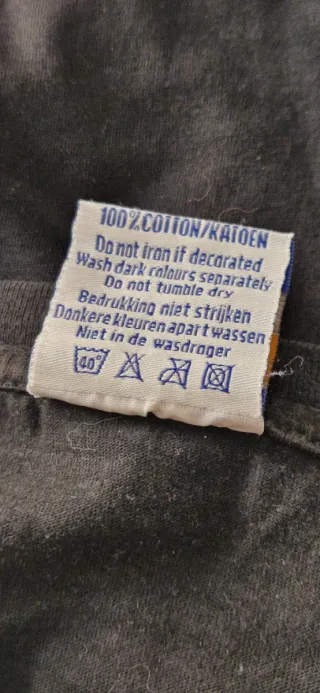 100% COTTON/KATOEN
Do not iron if decorated
Wash dark colours separately
Do not tumble dry
Bedrukking niet strijken
Donkere kleuren apart wassen
Niet in de wasdroger
40°